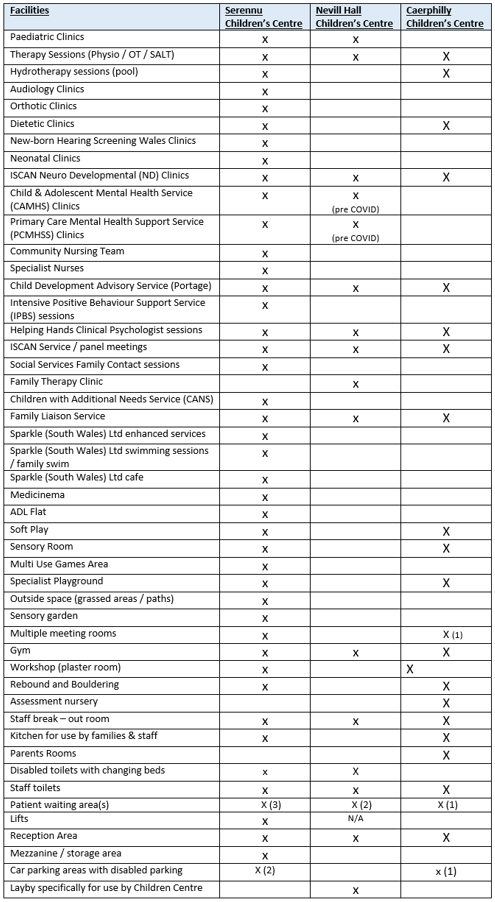 Facilities Serennu Children's Centre Nevill Hall Children's Centre Caerphilly Children's Centre
Paediatric Clinics x x
Therapy Sessions (Physio / OT / SALT) x x X
Hydrotherapy sessions (pool) x X
Audiology Clinics x
Orthotic Clinics x
Dietetic Clinics x X
New-born Hearing Screening Wales Clinics x
Neonatal Clinics x
ISCAN Neuro Developmental (ND) Clinics x x X
Child & Adolescent Mental Health Service x x
(CAMHS) Clinics (pre COVID)
Primary Care Mental Health Support Service x x
(PCMHSS) Clinics (pre COVID)
Community Nursing Team x
Specialist Nurses x
Child Development Advisory Service (Portage) x x X
Intensive Positive Behaviour Support Service x
(IPBS) sessions
Helping Hands Clinical Psychologist sessions x x X
ISCAN Service / panel meetings x x X
Social Services Family Contact sessions x
Family Therapy Clinic x
Children with Additional Needs Service (CANS) x
Family Liaison Service x x X
Sparkle (South Wales) Ltd enhanced services x
Sparkle (South Wales) Ltd swimming sessions x
/ family swim
Sparkle (South Wales) Ltd cafe x
Medicinema x
ADL Flat x
Soft Play x X
Sensory Room x X
Multi Use Games Area x
Specialist Playground x X
Outside space (grassed areas / paths) x
Sensory garden x
Multiple meeting rooms x X (1)
Gym x x X
Workshop (plaster room) x X
Rebound and Bouldering x X
Assessment nursery X
Staff break – out room x x X
Kitchen for use by families & staff x X
Parents Rooms X
Disabled toilets with changing beds x X
Staff toilets x x X
Patient waiting area(s) X (3) X (2) X (1)
Lifts x N/A
Reception Area x x X
Mezzanine / storage area x
Car parking areas with disabled parking X (2) x (1)
Layby specifically for use by Children Centre x